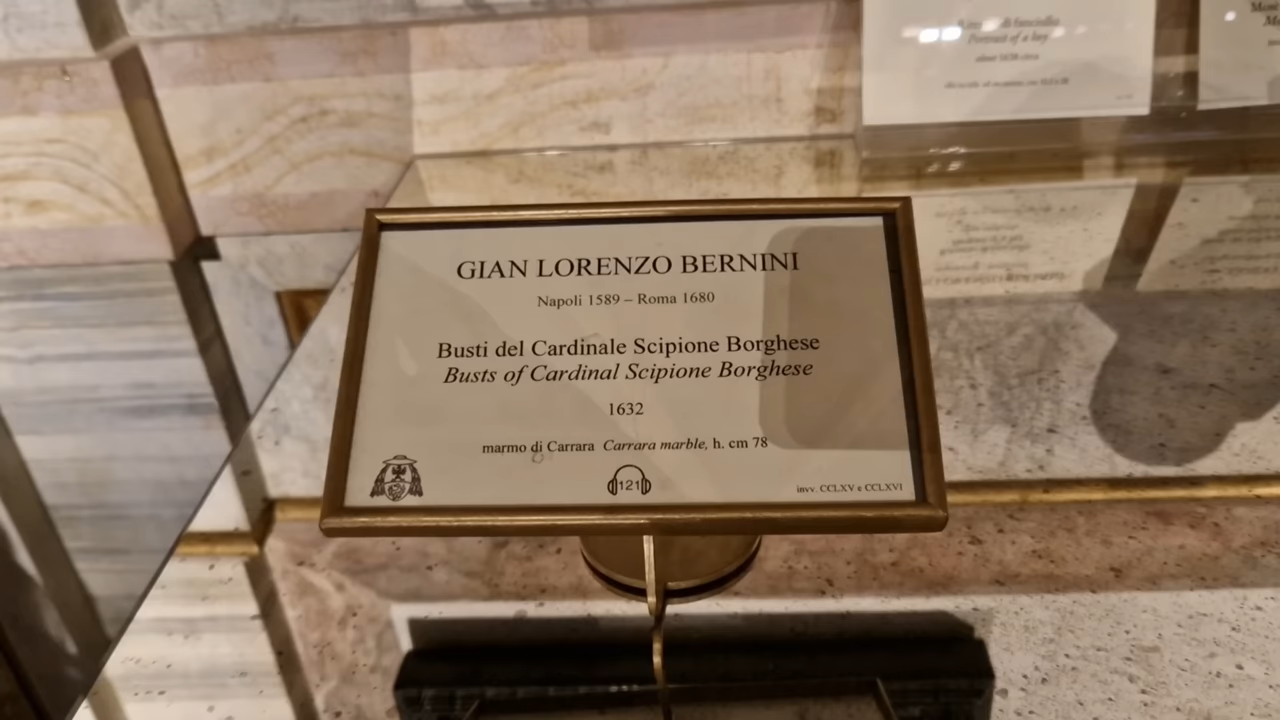 Portrait of a boy
GIAN LORENZO BERNINI
Napoli 1589 – Roma 1680
Busti del Cardinale Scipione Borghese
Busts of Cardinal Scipione Borghese
1632
marmo di Carrara Carrara marble, h. cm 78
121
invv. CCLXV e CCLXVI